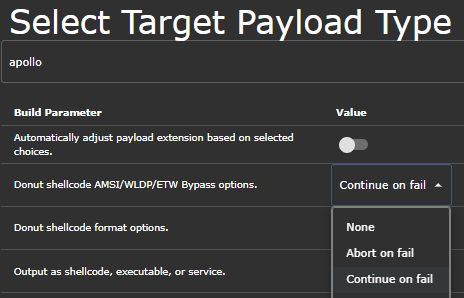 Select Target Payload Type
apollo
Build Parameter Value
Automatically adjust payload extension based on selected
choices.
Donut shellcode AMSI/WLDP/ETW Bypass options. Continue on fail
None
Donut shellcode format options.
Abort on fail
Output as shellcode, executable, or service. Continue on fail